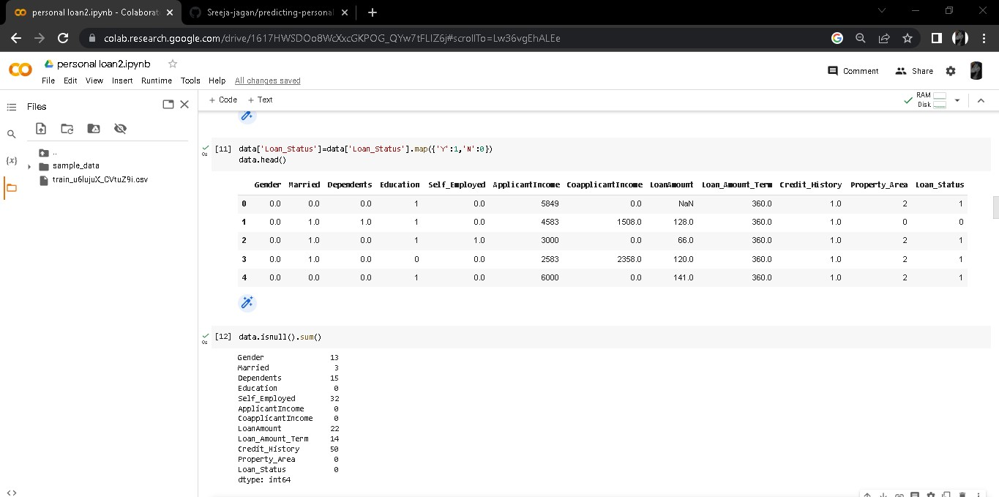 personal loan2.ipynb - Colaborat
Sreeja-jagan/predicting-personal
colab.research.google.com/drive/1617HWSDOo8WcXxcGKPOG_QYw7tFLIZ6j#scrollTo=Lw36vgEhALEe
personal loan2.ipynb
File Edit View Insert Runtime Tools Help All changes saved
Comment Share
Files
+ Code + Text
RAM
Disk
..
sample_data
train_u6lujuX_CVtuZ9i.csv
{x}
[11] data['Loan_Status']=data['Loan_Status'].map({'Y':1,'N':0})
0s
data.head()
Gender Married Dependents Education Self_Employed ApplicantIncome CoapplicantIncome LoanAmount Loan_Amount_Term Credit_History Property_Area Loan_Status
0 0.0 0.0 0.0 1 0.0 5849 0.0 NaN 360.0 1.0 2 1
1 0.0 1.0 1.0 1 0.0 4583 1508.0 128.0 360.0 1.0 0 0
2 0.0 1.0 0.0 1 1.0 3000 0.0 66.0 360.0 1.0 2 1
3 0.0 1.0 0.0 0 0.0 2583 2358.0 120.0 360.0 1.0 2 1
4 0.0 0.0 0.0 1 0.0 6000 0.0 141.0 360.0 1.0 2 1
[12] data.isnull().sum()
0s
Gender 13
Married 3
Dependents 15
Education 0
Self_Employed 32
ApplicantIncome 0
CoapplicantIncome 0
LoanAmount 22
Loan_Amount_Term 14
Credit_History 50
Property_Area 0
Loan_Status 0
dtype: int64